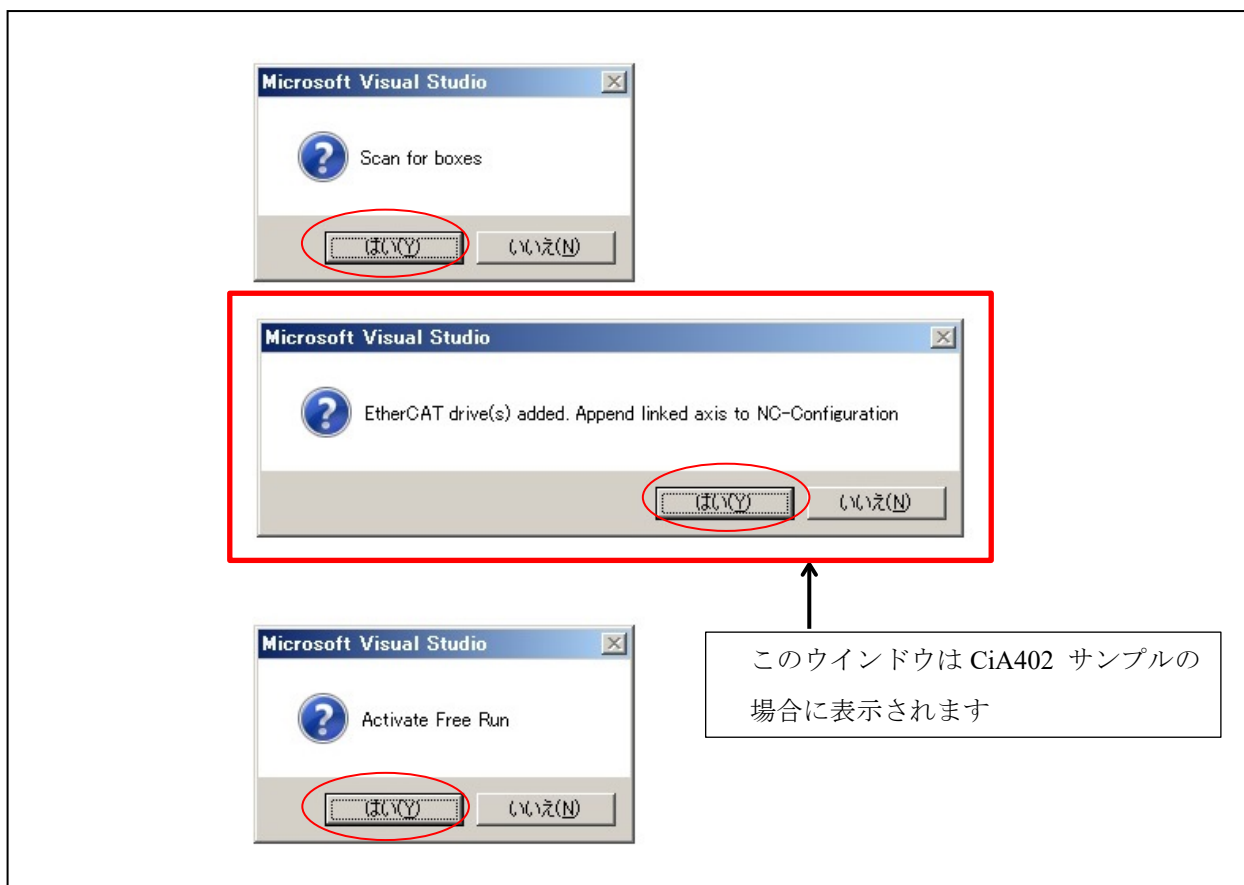 Microsoft Visual Studio
Scan for boxes
はい(Y) いいえ(N)
Microsoft Visual Studio
EtherCAT drive(s) added. Append linked axis to NC-Configuration
はい(Y) いいえ(N)
Microsoft Visual Studio
Activate Free Run
はい(Y) いいえ(N)
このウインドウは CiA402 サンプルの
場合に表示されます